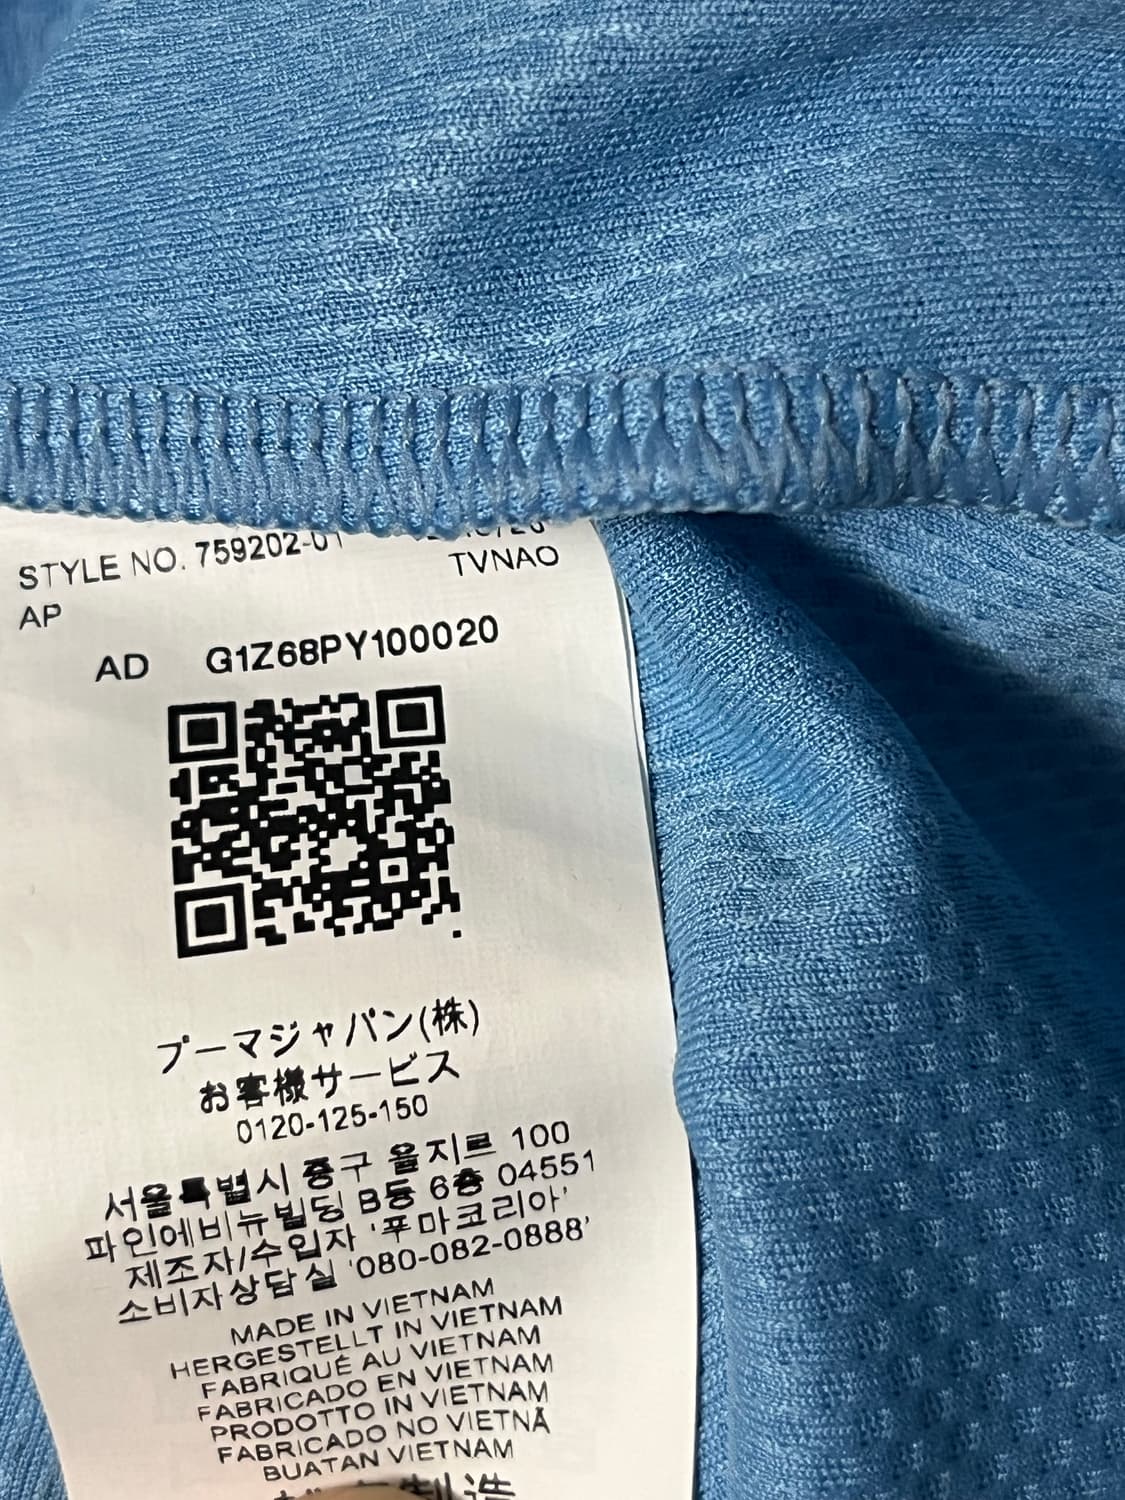 STYLE NO. 759202-01
TVNAO
AP
AD G1Z68PY100020
プーマジャパン(株)
お客様サービス
0120-125-150
서울특별시 중구 을지르 100
파인에비뉴빌딩 B동 6층 04551
제조자/수입자 '푸마코리아'
소비자상담실 '080-082-0888'
MADE IN VIETNAM
HERGESTELLT IN VIETNAM
FABRIQUÉ AU VIETNAM
FABRICADO EN VIETNAM
PRODOTTO IN VIETNAM
FABRICADO NO VIETNÃ
BUATAN VIETNAM